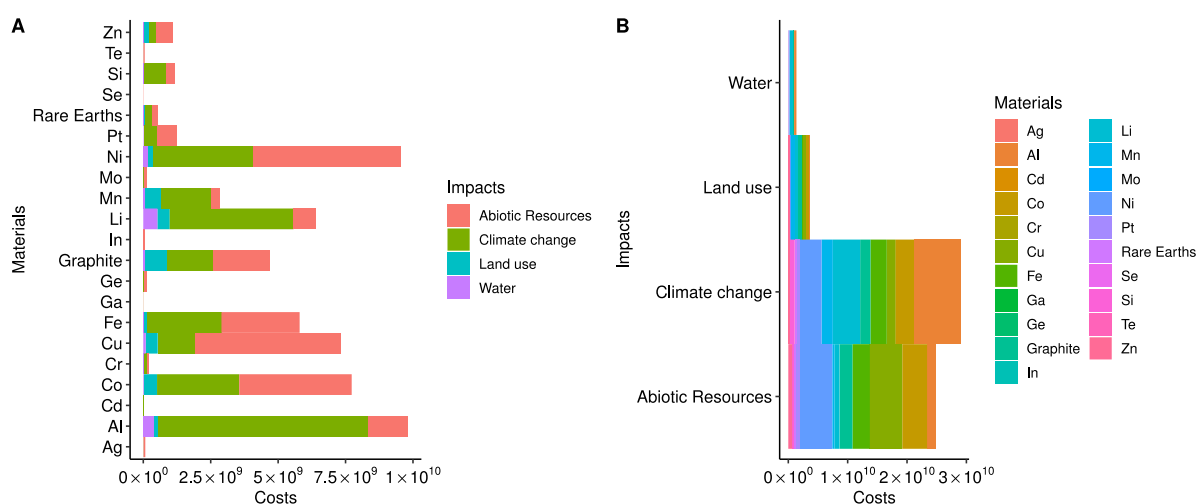 A
Materials
Zn
Te
Si
Se
Rare Earths
Pt
Ni
Mo
Mn
Li
In
Graphite
Ge
Ga
Fe
Cu
Cr
Co
Cd
Al
Ag
0 × 10⁰
2.5 × 10⁹
5 × 10⁹
7.5 × 10⁹
1 × 10¹⁰
Costs
Impacts
Abiotic Resources
Climate change
Land use
Water
B
Impacts
Water
Land use
Climate change
Abiotic Resources
0 × 10⁰
1 × 10¹⁰
2 × 10¹⁰
3 × 10¹⁰
Costs
Materials
Ag
Al
Cd
Co
Cr
Cu
Fe
Ga
Ge
Graphite
In
Li
Mn
Mo
Ni
Pt
Rare Earths
Se
Si
Te
Zn